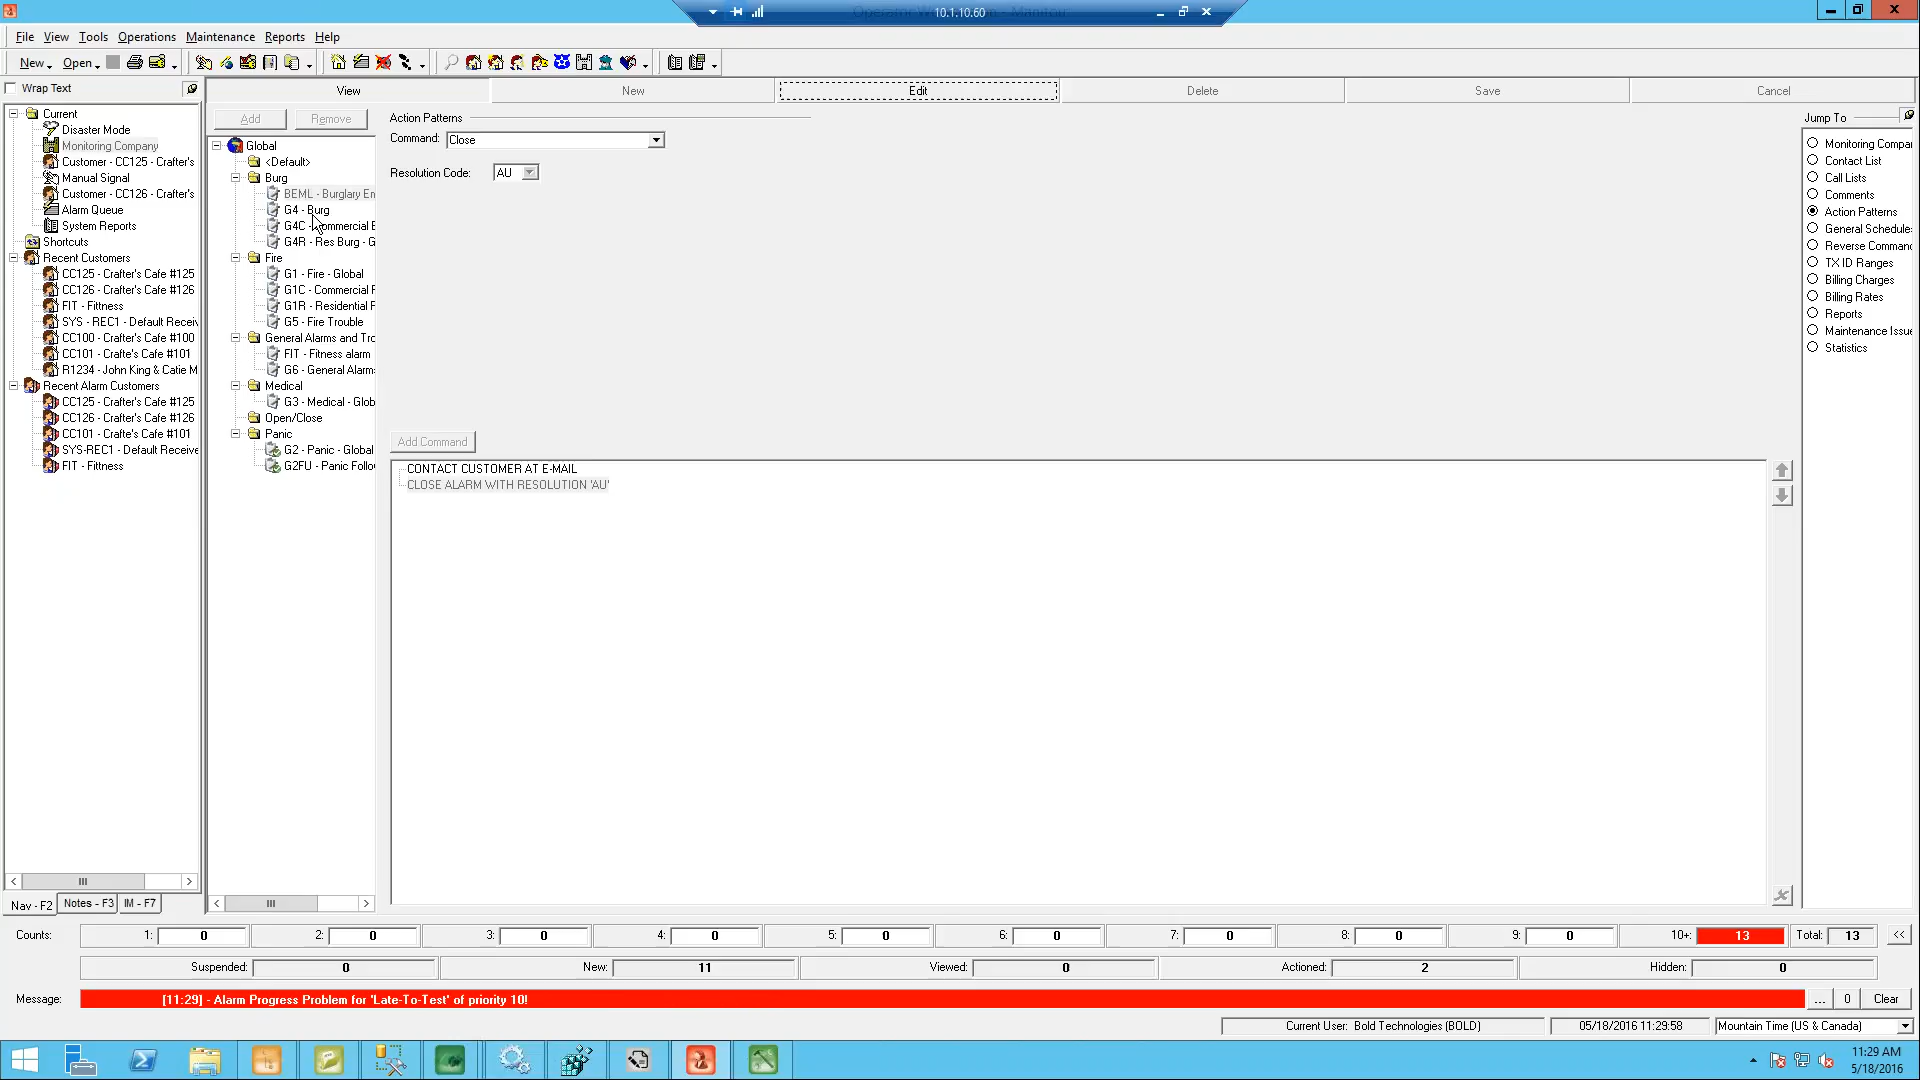 10.1.10.60
File View Tools Operations Maintenance Reports Help
New Open
Wrap Text
View New Edit Delete Save Cancel
Current
Disaster Mode
Monitoring Company
Customer - CC125 - Crafter's
Manual Signal
Customer - CC126 - Crafter's
Alarm Queue
System Reports
Shortcuts
Recent Customers
CC125 - Crafter's Cafe #125
CC126 - Crafter's Cafe #126
FIT - Fittness
SYS - REC1 - Default Receiv
CC100 - Crafter's Cafe #100
CC101 - Crafte's Cafe #101
R1234 - John King & Catie M
Recent Alarm Customers
CC125 - Crafter's Cafe #125
CC126 - Crafter's Cafe #126
CC101 - Crafte's Cafe #101
SYS-REC1 - Default Receive
FIT - Fittness
Nav - F2 Notes - F3 IM - F7
Add Remove
Global
<Default>
Burg
BEML - Burglary En
G4 - Burg
G4C - Commercial B
G4R - Res Burg - G
Fire
G1 - Fire - Global
G1C - Commercial F
G1R - Residential F
G5 - Fire Trouble
General Alarms and Tro
FIT - Fitness alarm
G6 - General Alarm
Medical
G3 - Medical - Glob
Open/Close
Panic
G2 - Panic - Global
G2FU - Panic Follo
Action Patterns
Command: Close
Resolution Code: AU
Add Command
CONTACT CUSTOMER AT E-MAIL
CLOSE ALARM WITH RESOLUTION 'AU'
Jump To
Monitoring Compa
Contact List
Call Lists
Comments
Action Patterns
General Schedule
Reverse Comman
TX ID Ranges
Billing Charges
Billing Rates
Reports
Maintenance Issu
Statistics
Counts: 1: 0 2: 0 3: 0 4: 0 5: 0 6: 0 7: 0 8: 0 9: 0 10+: 13 Total: 13 <<
Suspended: 0 New: 11 Viewed: 0 Actioned: 2 Hidden: 0
Message: [11:29] - Alarm Progress Problem for 'Late-To-Test' of priority 10! ... 0 Clear
Current User: Bold Technologies (BOLD) 05/18/2016 11:29:58 Mountain Time (US & Canada)
11:29 AM
5/18/2016